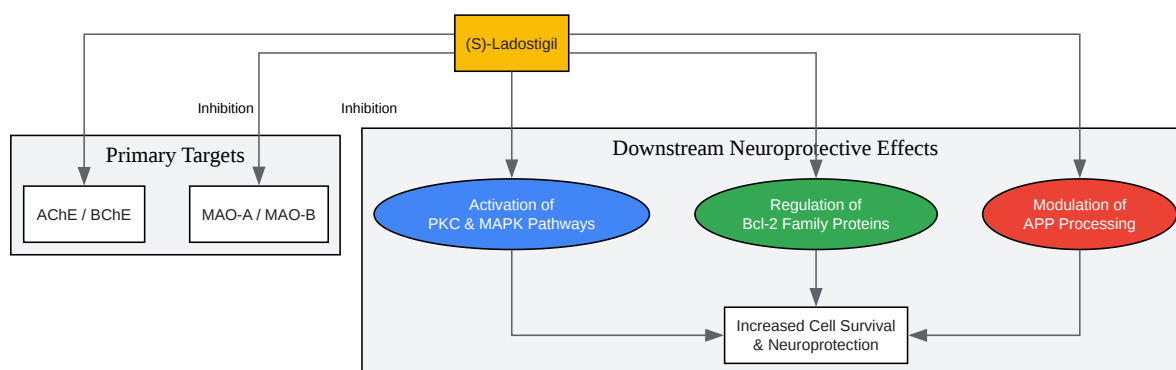 (S)-Ladostigil
Inhibition
Inhibition
Primary Targets
Downstream Neuroprotective Effects
AChE / BChE
MAO-A / MAO-B
Activation of
PKC & MAPK Pathways
Regulation of
Bcl-2 Family Proteins
Modulation of
APP Processing
Increased Cell Survival
& Neuroprotection